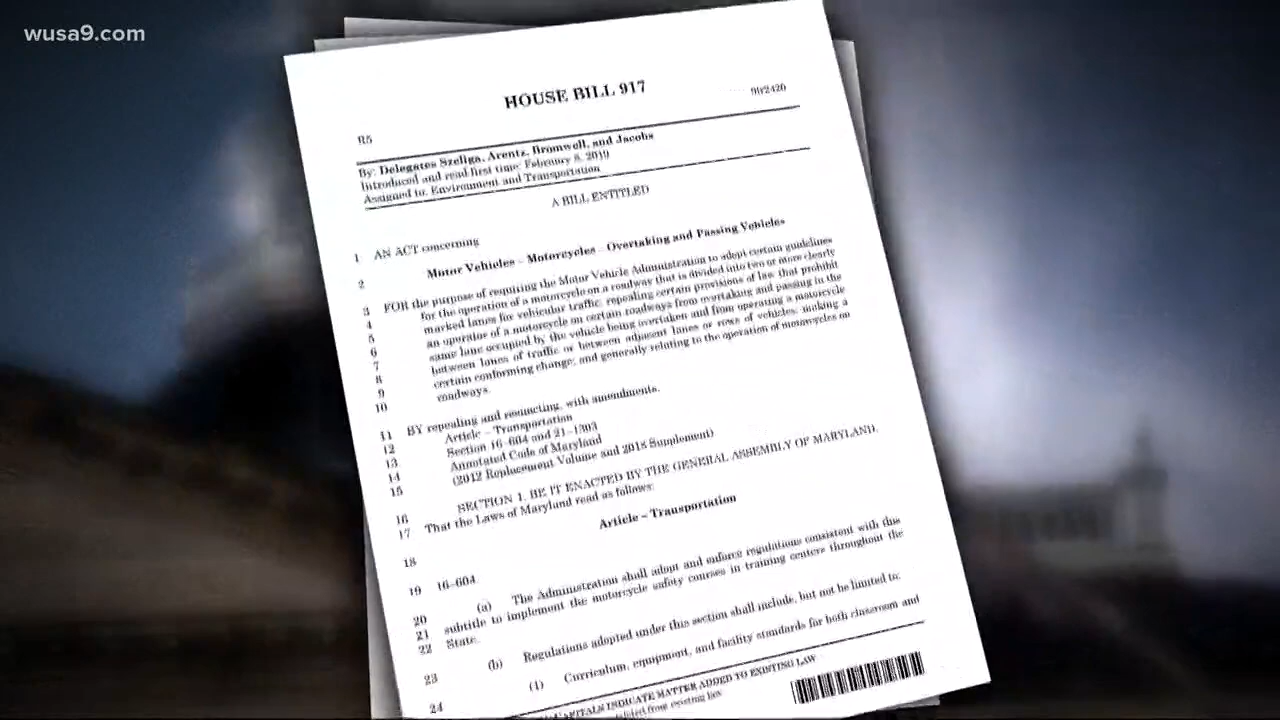 wusa9.com
HOUSE BILL 917
R5 9lr2420
By: Delegates Szeliga, Arentz, Bromwell, and Jacobs
Introduced and read first time: February 8, 2019
Assigned to: Environment and Transportation
A BILL ENTITLED
1 AN ACT concerning
2 Motor Vehicles – Motorcycles – Overtaking and Passing Vehicles
3 FOR the purpose of requiring the Motor Vehicle Administration to adopt certain guidelines
4 for the operation of a motorcycle on a roadway that is divided into two or more clearly
5 marked lanes for vehicular traffic; repealing certain provisions of law that prohibit
6 an operator of a motorcycle on certain roadways from overtaking and passing in the
7 same lane occupied by the vehicle being overtaken and from operating a motorcycle
8 between lanes of traffic or between adjacent lanes or rows of vehicles; making a
9 certain conforming change; and generally relating to the operation of motorcycles on
10 roadways.
11 BY repealing and reenacting, with amendments,
12 Article – Transportation
13 Section 16–604 and 21–1303
14 Annotated Code of Maryland
15 (2012 Replacement Volume and 2018 Supplement)
16 SECTION 1. BE IT ENACTED BY THE GENERAL ASSEMBLY OF MARYLAND,
17 That the Laws of Maryland read as follows:
18 Article – Transportation
19 16–604.
20 (a) The Administration shall adopt and enforce regulations consistent with this
21 subtitle to implement the motorcycle safety courses in training centers throughout the
22 State.
23 (b) Regulations adopted under this section shall include, but not be limited to:
24 (1) Curriculum, equipment, and facility standards for both classroom and
CAPITALS INDICATE MATTER ADDED TO EXISTING LAW
from existing law